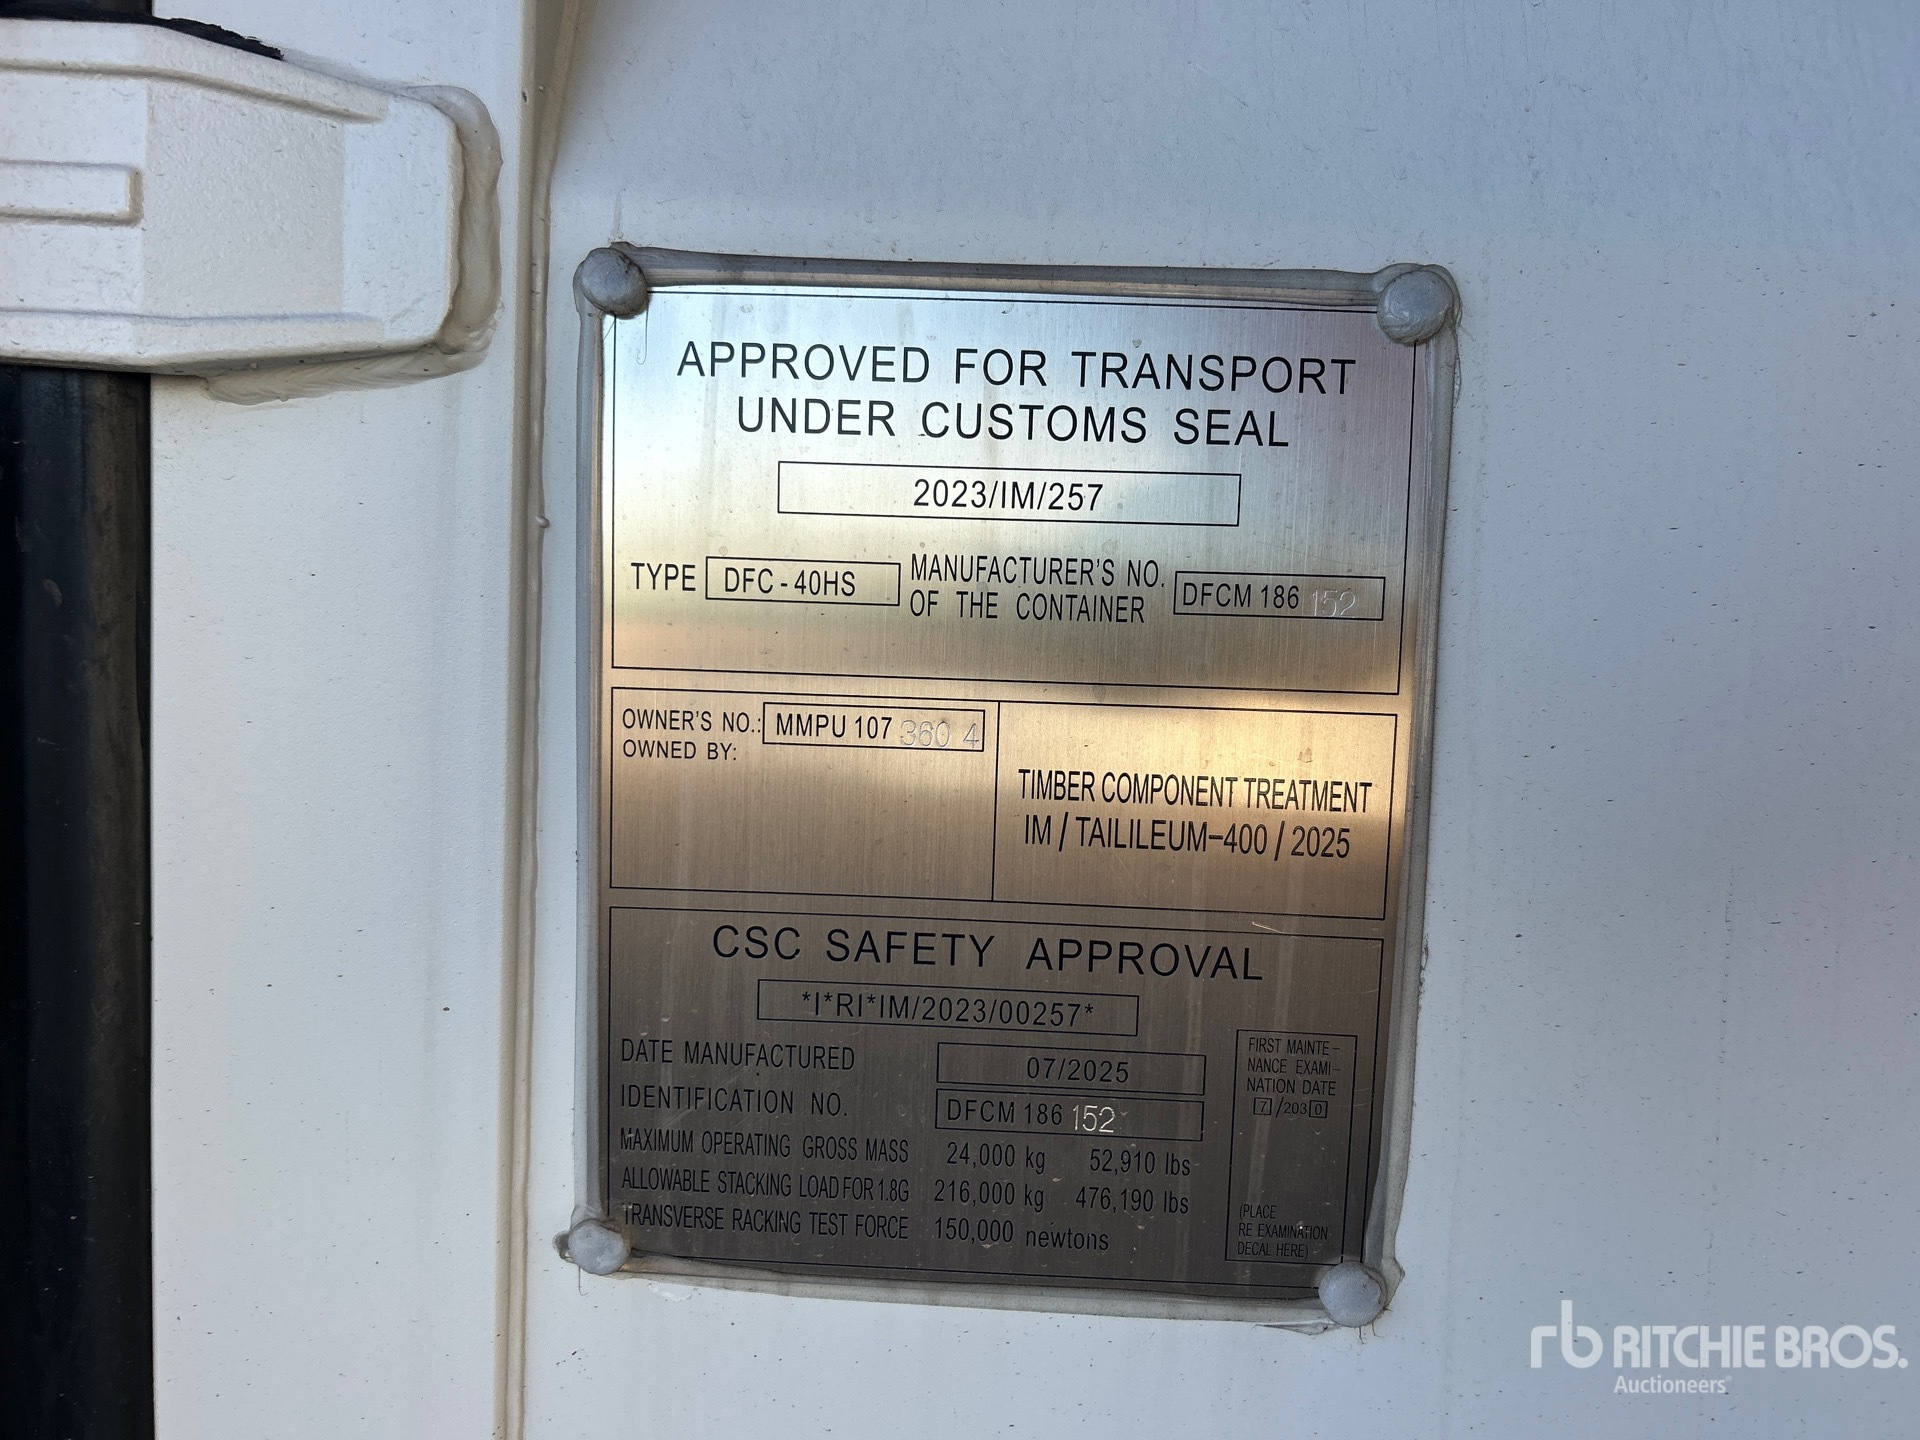 APPROVED FOR TRANSPORT
UNDER CUSTOMS SEAL
2023/IM/257
TYPE DFC - 40HS MANUFACTURER'S NO. OF THE CONTAINER DFCM 186 152
OWNER'S NO.: MMPU 107 360 4
OWNED BY:
TIMBER COMPONENT TREATMENT
IM / TAILILEUM-400 / 2025
CSC SAFETY APPROVAL
*I*RI*IM/2023/00257*
DATE MANUFACTURED 07/2025
IDENTIFICATION NO. DFCM 186 152
MAXIMUM OPERATING GROSS MASS 24,000 kg 52,910 lbs
ALLOWABLE STACKING LOAD FOR 1.8G 216,000 kg 476,190 lbs
TRANSVERSE RACKING TEST FORCE 150,000 newtons
FIRST MAINTE-
NANCE EXAMI-
NATION DATE
7/2030
(PLACE
RE EXAMINATION
DECAL HERE)
rb RITCHIE BROS.
Auctioneers